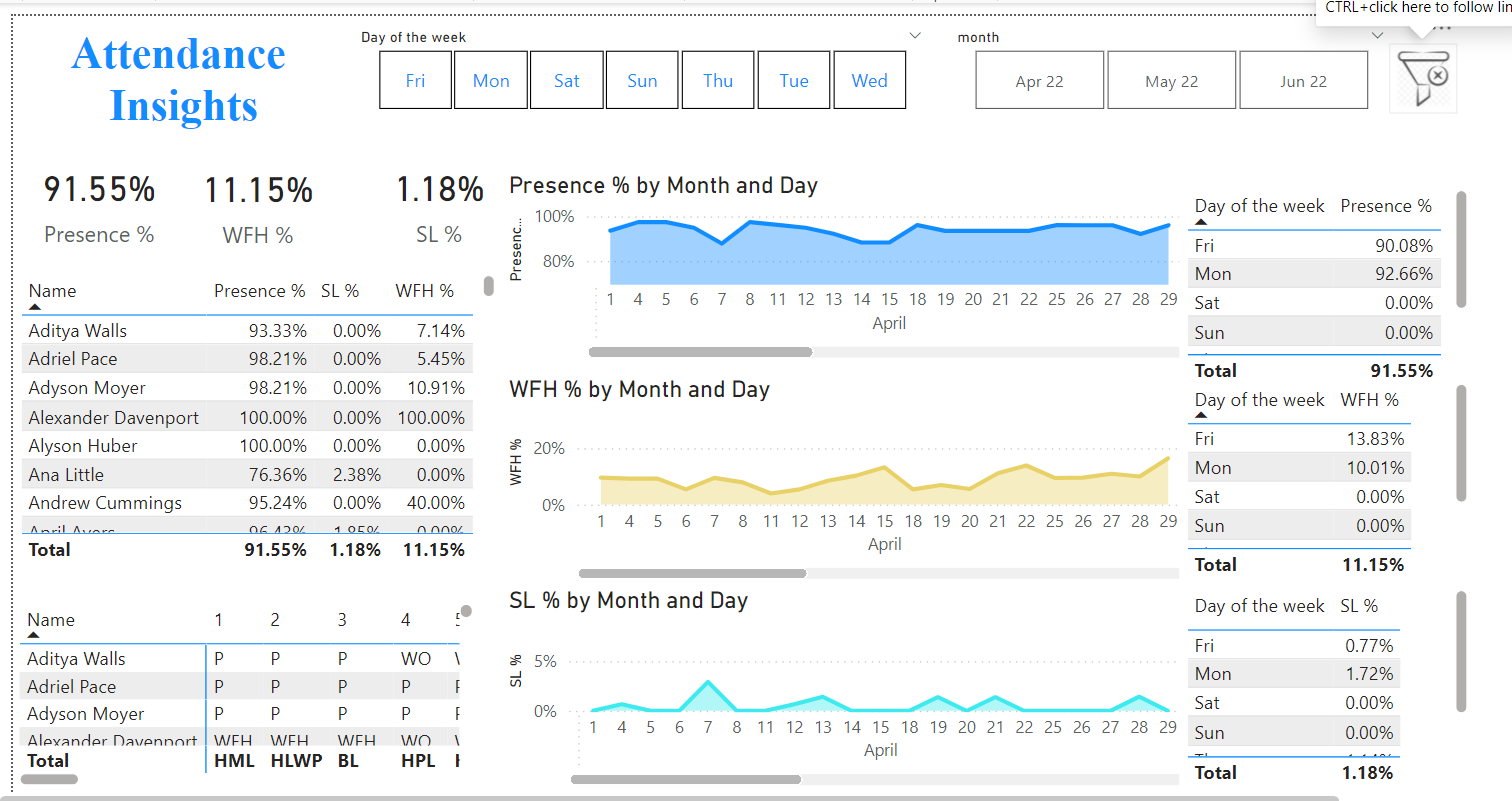 CTRL+click here to follow lin
Attendance
Insights
Day of the week
Fri Mon Sat Sun Thu Tue Wed
month
Apr 22 May 22 Jun 22
91.55% 11.15% 1.18%
Presence % WFH % SL %
Name Presence % SL % WFH %
Aditya Walls 93.33% 0.00% 7.14%
Adriel Pace 98.21% 0.00% 5.45%
Adyson Moyer 98.21% 0.00% 10.91%
Alexander Davenport 100.00% 0.00% 100.00%
Alyson Huber 100.00% 0.00% 0.00%
Ana Little 76.36% 2.38% 0.00%
Andrew Cummings 95.24% 0.00% 40.00%
April Ayers 96.43% 1.85% 0.00%
Total 91.55% 1.18% 11.15%
Name 1 2 3 4
Aditya Walls P P P WO
Adriel Pace P P P P
Adyson Moyer P P P P
Alexander Davenport WFH WFH WFH WO
Total HML HLWP BL HPL
Presence % by Month and Day
Presenc...
100%
80%
1 4 5 6 7 8 11 12 13 14 15 18 19 20 21 22 25 26 27 28 29
April
WFH % by Month and Day
WFH %
20%
0%
1 4 5 6 7 8 11 12 13 14 15 18 19 20 21 22 25 26 27 28 29
April
SL % by Month and Day
SL %
5%
0%
1 4 5 6 7 8 11 12 13 14 15 18 19 20 21 22 25 26 27 28 29
April
Day of the week Presence %
Fri 90.08%
Mon 92.66%
Sat 0.00%
Sun 0.00%
Total 91.55%
Day of the week WFH %
Fri 13.83%
Mon 10.01%
Sat 0.00%
Sun 0.00%
Total 11.15%
Day of the week SL %
Fri 0.77%
Mon 1.72%
Sat 0.00%
Sun 0.00%
Total 1.18%